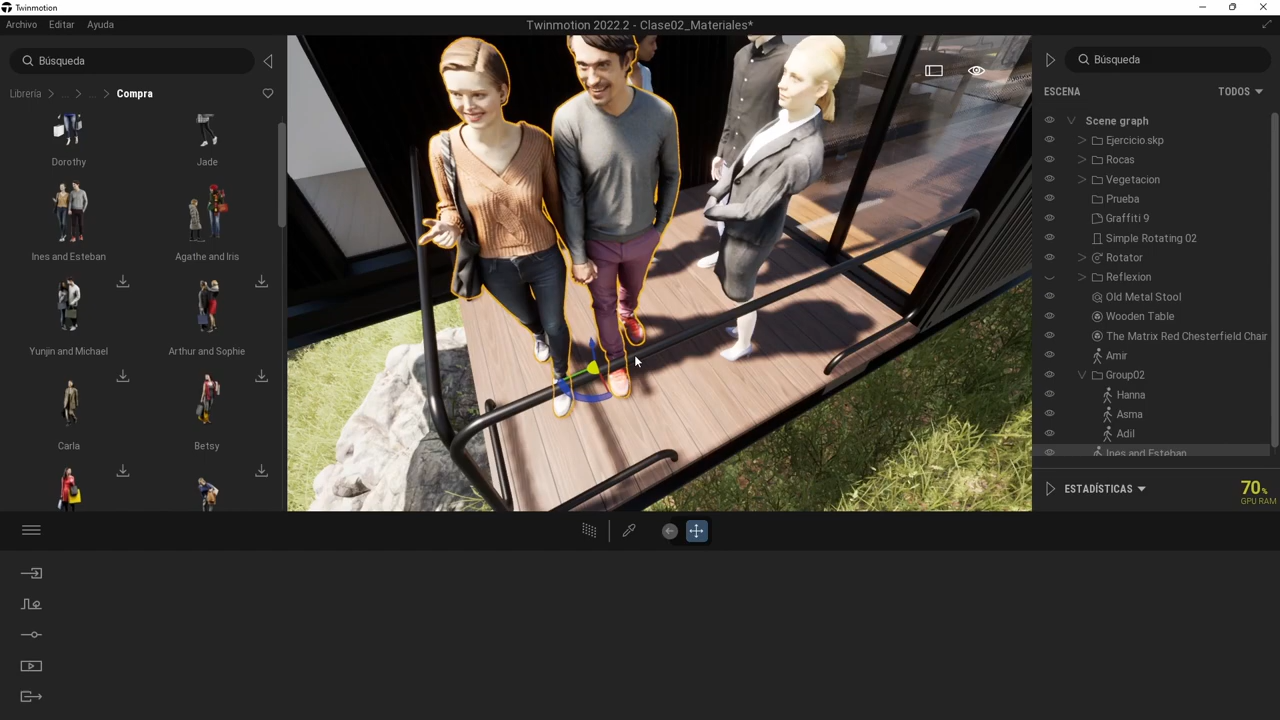 Twinmotion
Archivo Editar Ayuda
Twinmotion 2022.2 - Clase02_Materiales*
Búsqueda
Librería > ... > ... > Compra
Dorothy
Jade
Ines and Esteban
Agathe and Iris
Yunjin and Michael
Arthur and Sophie
Carla
Betsy
Búsqueda
ESCENA TODOS
Scene graph
Ejercicio.skp
Rocas
Vegetacion
Prueba
Graffiti 9
Simple Rotating 02
Rotator
Reflexion
Old Metal Stool
Wooden Table
The Matrix Red Chesterfield Chair
Amir
Group02
Hanna
Asma
Adil
Ines and Esteban
ESTADÍSTICAS
70%
GPU RAM